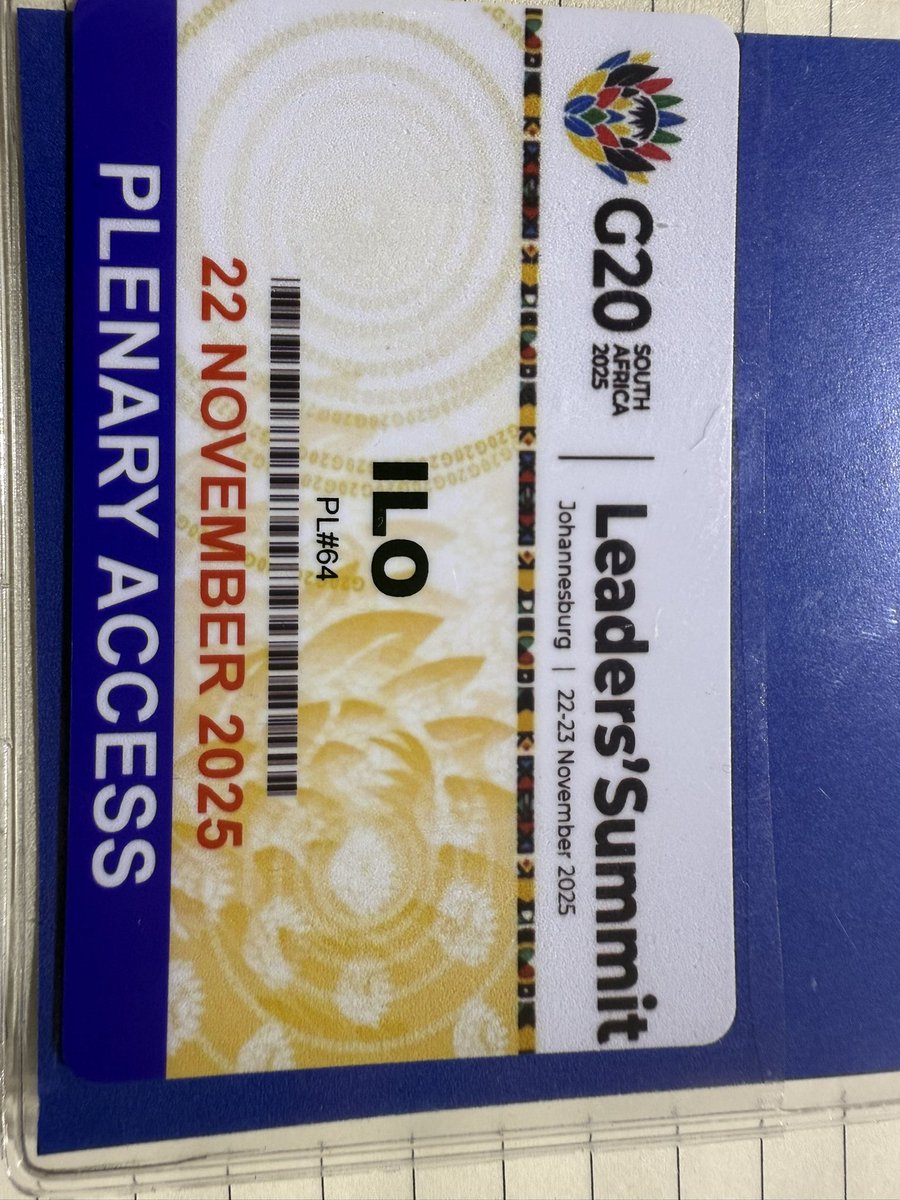 G20
SOUTH
AFRICA
2025
Leaders'Summit
Johannesburg | 22-23 November 2025
ILO
PL#64
22 NOVEMBER 2025
PLENARY ACCESS